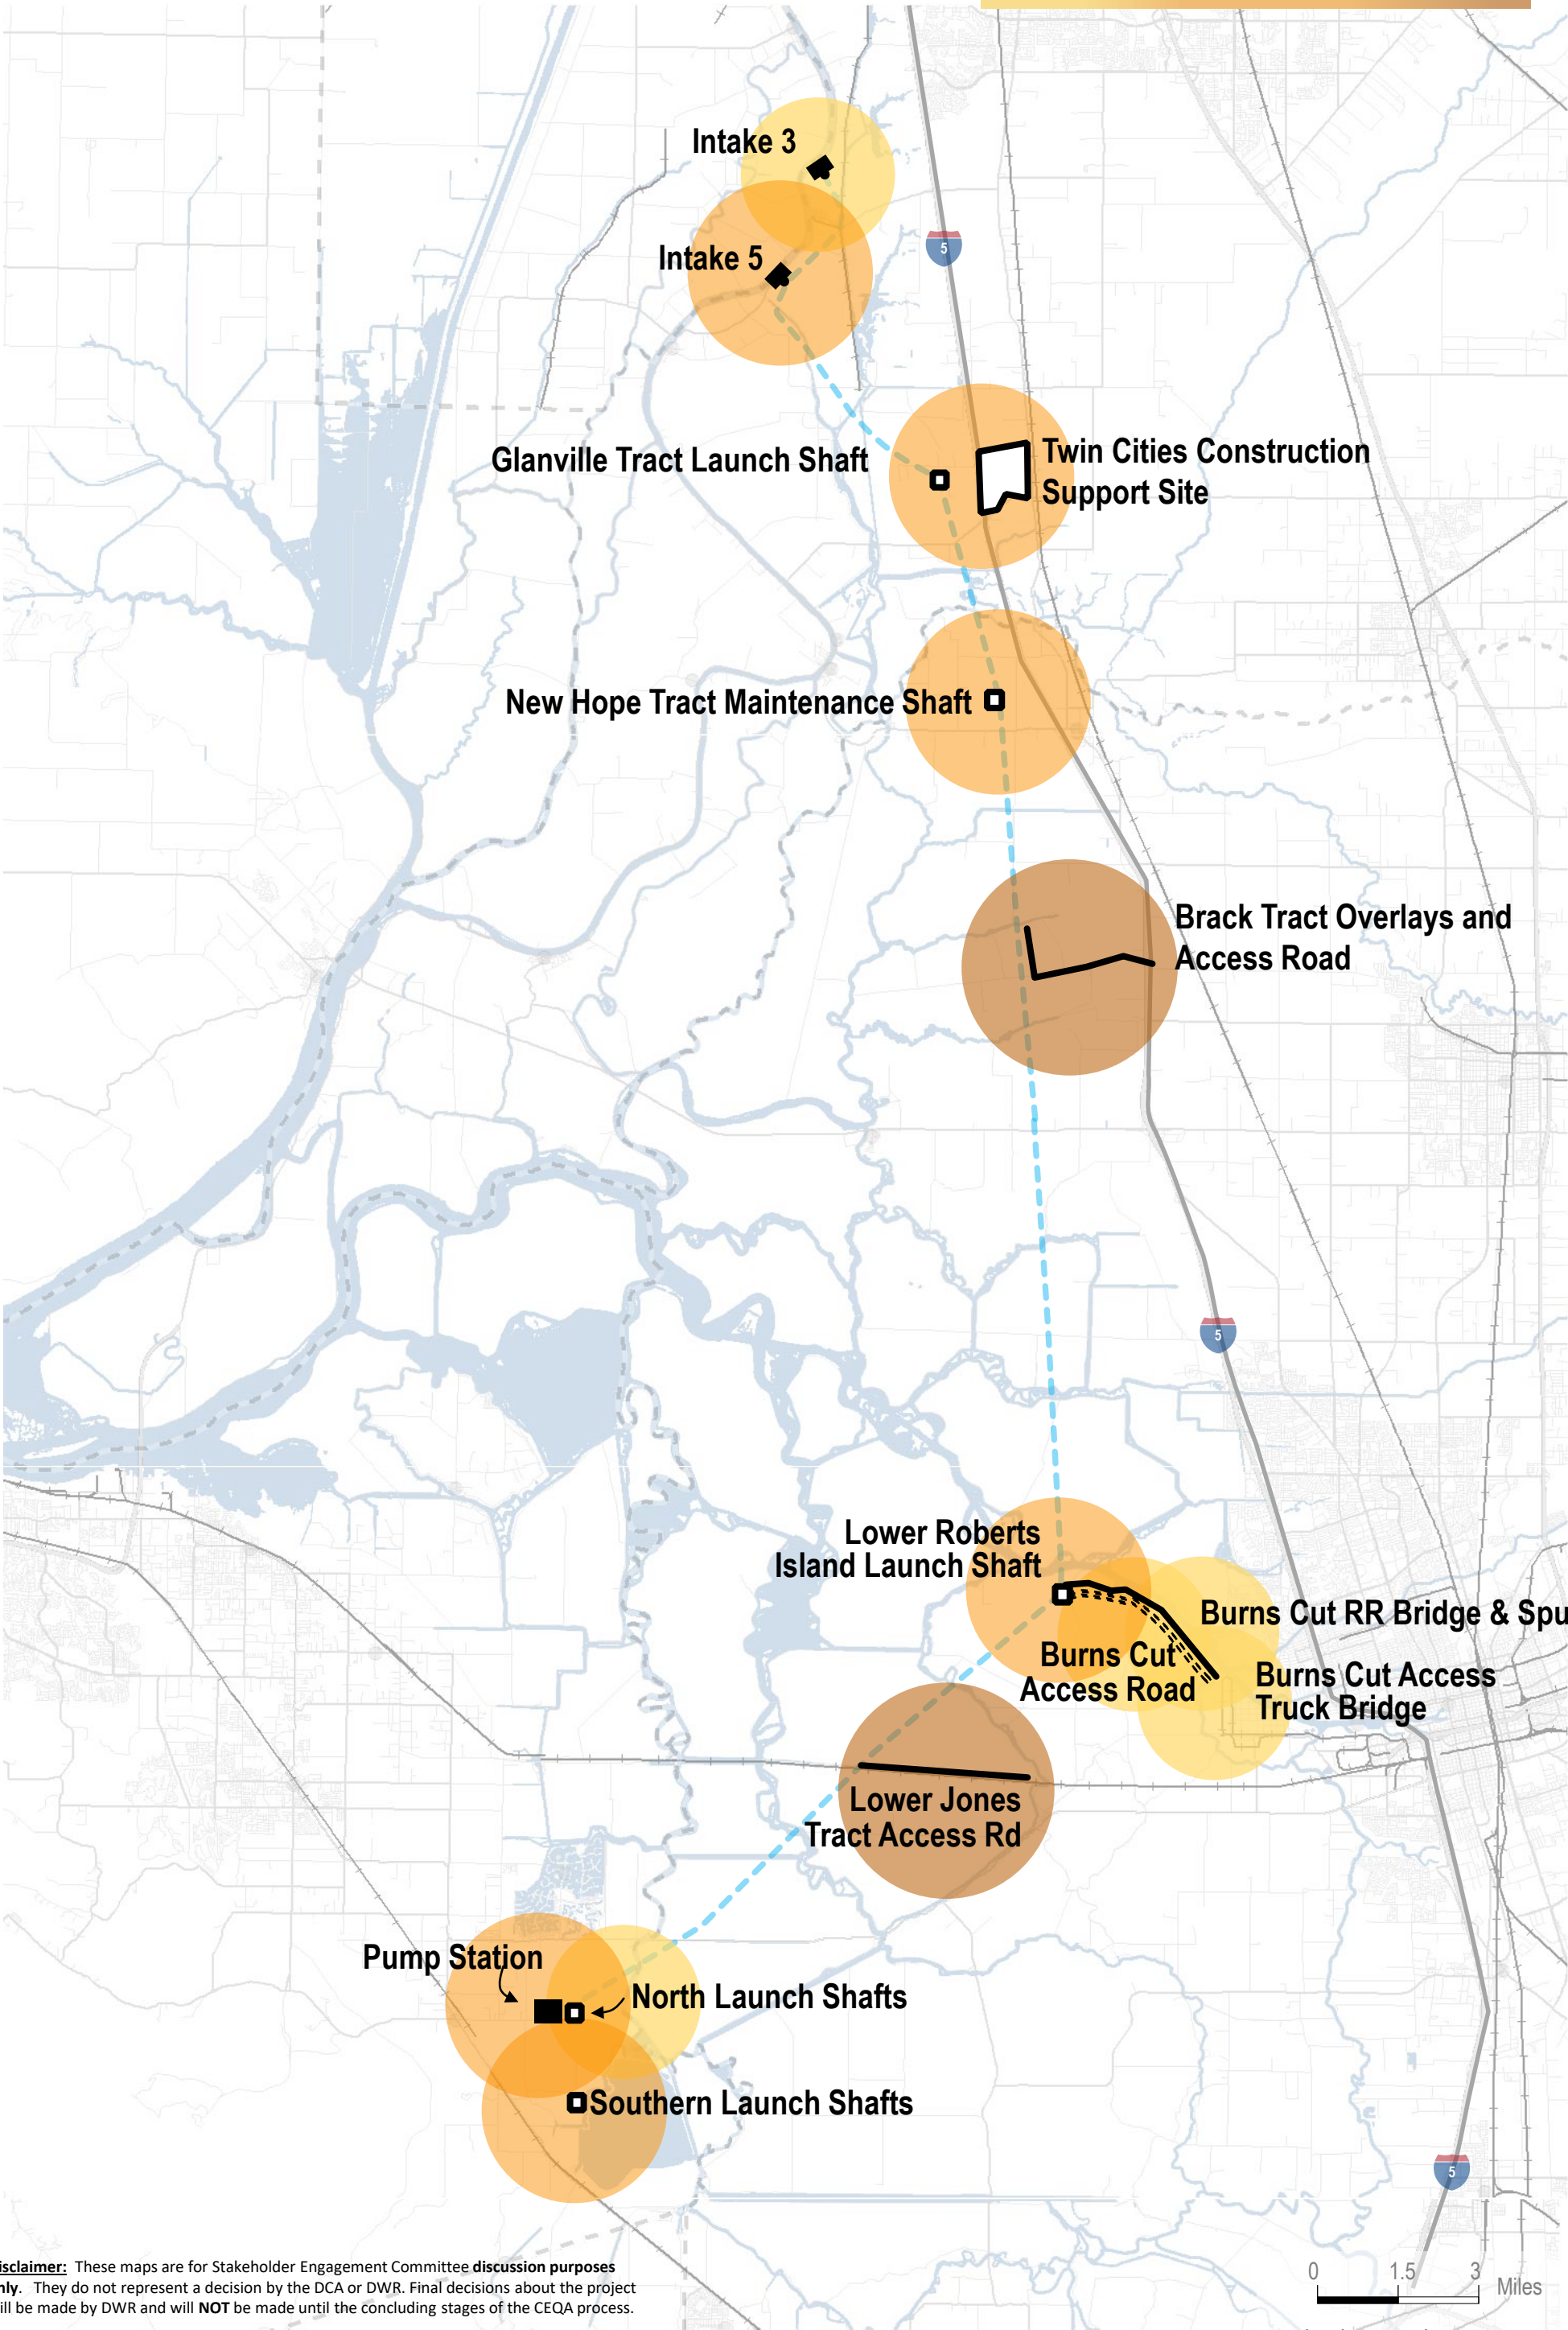 Intake 3
5
Intake 5
Glanville Tract Launch Shaft
Twin Cities Construction
Support Site
New Hope Tract Maintenance Shaft
Brack Tract Overlays and
Access Road
5
Lower Roberts
Island Launch Shaft
Burns Cut RR Bridge & Spu
Burns Cut
Access Road
Burns Cut Access
Truck Bridge
Lower Jones
Tract Access Rd
Pump Station
North Launch Shafts
Southern Launch Shafts
5
isclaimer: These maps are for Stakeholder Engagement Committee discussion purposes
nly. They do not represent a decision by the DCA or DWR. Final decisions about the project
ill be made by DWR and will NOT be made until the concluding stages of the CEQA process.
0 1.5 3
Miles